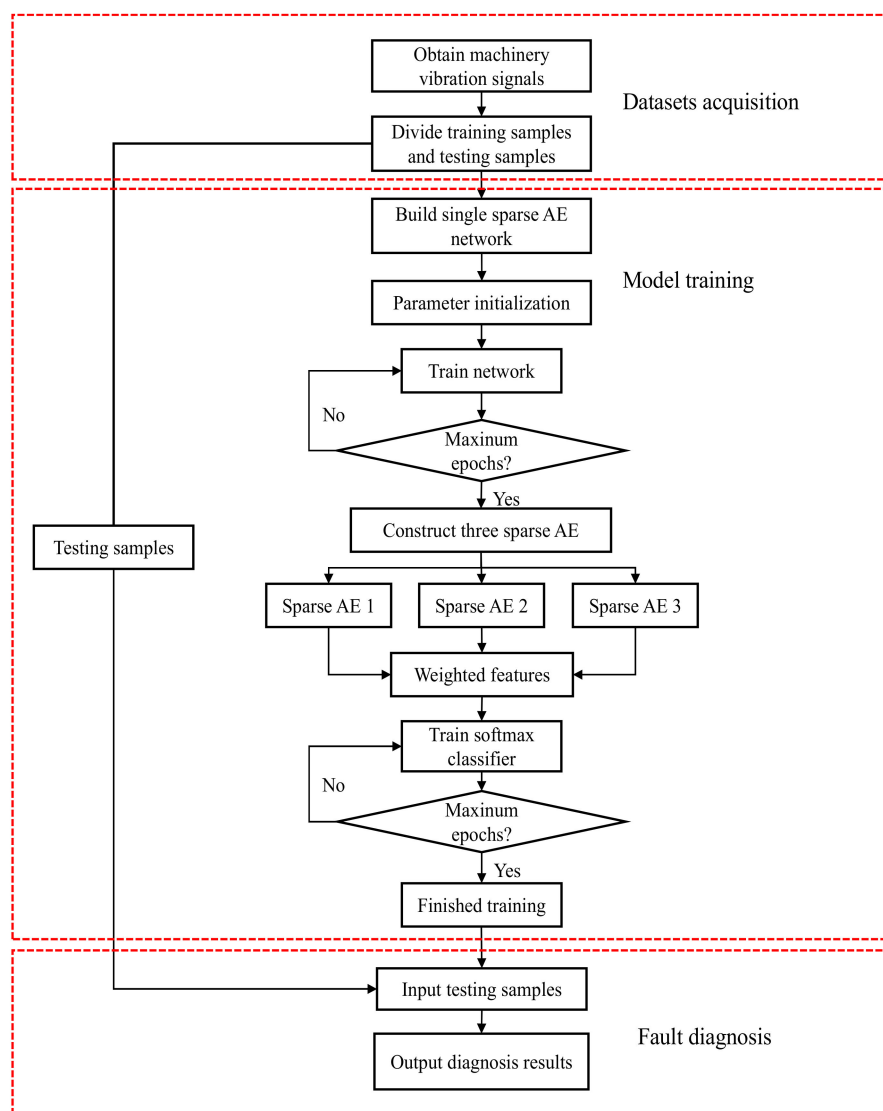 Obtain machinery
vibration signals
Datasets acquisition
Divide training samples
and testing samples
Build single sparse AE
network
Model training
Parameter initialization
Train network
No
Maxinum
epochs?
Yes
Construct three sparse AE
Testing samples
Sparse AE 1
Sparse AE 2
Sparse AE 3
Weighted features
Train softmax
classifier
No
Maxinum
epochs?
Yes
Finished training
Input testing samples
Fault diagnosis
Output diagnosis results